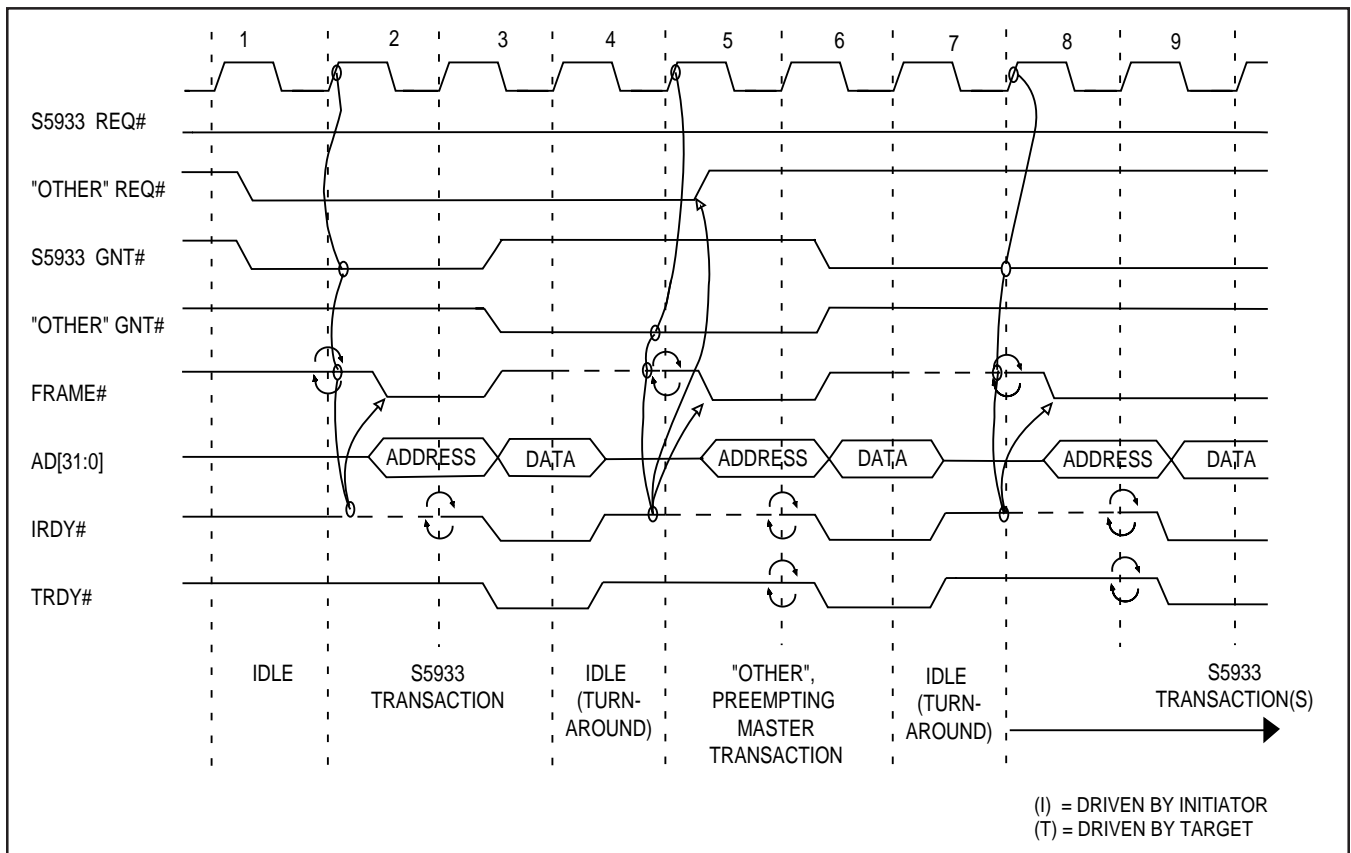 1 2 3 4 5 6 7 8 9
S5933 REQ#
"OTHER" REQ#
S5933 GNT#
"OTHER" GNT#
FRAME#
AD[31:0] ADDRESS DATA ADDRESS DATA ADDRESS DATA
IRDY#
TRDY#
IDLE
S5933
TRANSACTION
IDLE
(TURN-
AROUND)
"OTHER",
PREEMPTING
MASTER
TRANSACTION
IDLE
(TURN-
AROUND)
S5933
TRANSACTION(S)
(I) = DRIVEN BY INITIATOR
(T) = DRIVEN BY TARGET